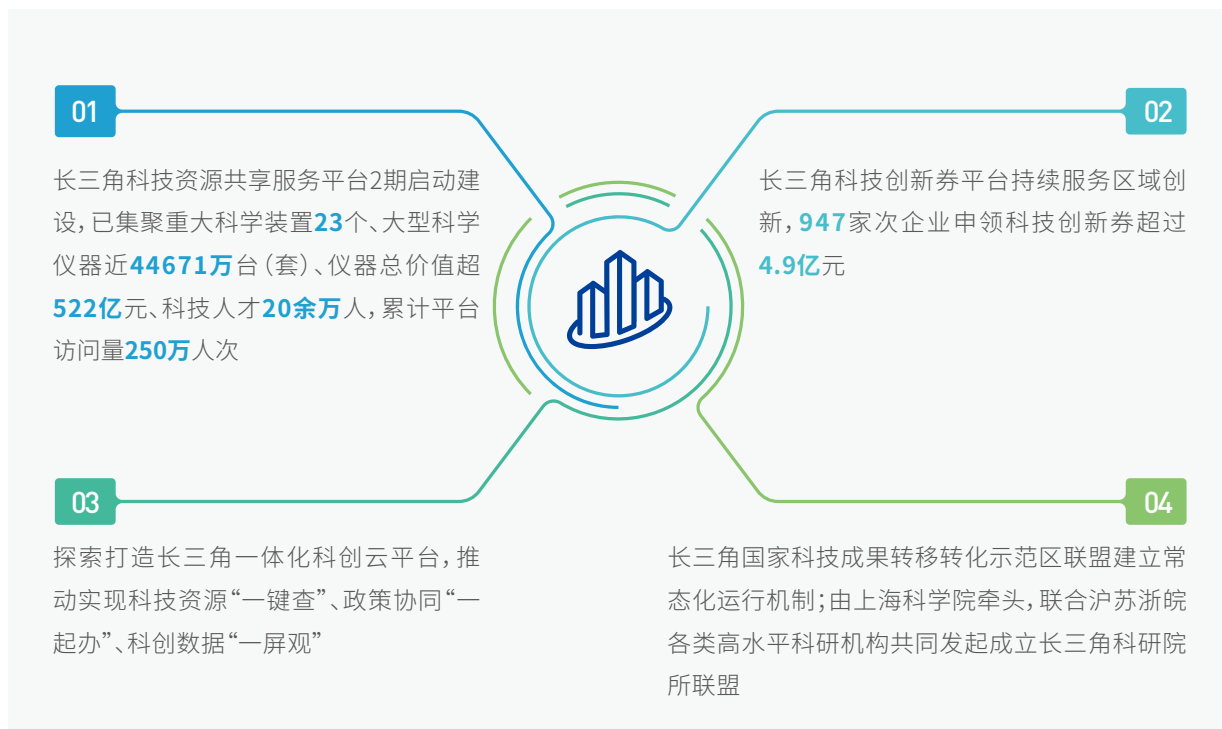 01
长三角科技资源共享服务平台2期启动建
设，已集聚重大科学装置23个、大型科学
仪器近44671万台（套）、仪器总价值超
522亿元、科技人才20余万人，累计平台
访问量250万人次
02
长三角科技创新券平台持续服务区域创
新，947家次企业申领科技创新券超过
4.9亿元
03
探索打造长三角一体化科创云平台，推
动实现科技资源“一键查”、政策协同“一
起办”、科创数据“一屏观”
04
长三角国家科技成果转移转化示范区联盟建立常
态化运行机制；由上海科学院牵头，联合沪苏浙皖
各类高水平科研机构共同发起成立长三角科研院
所联盟